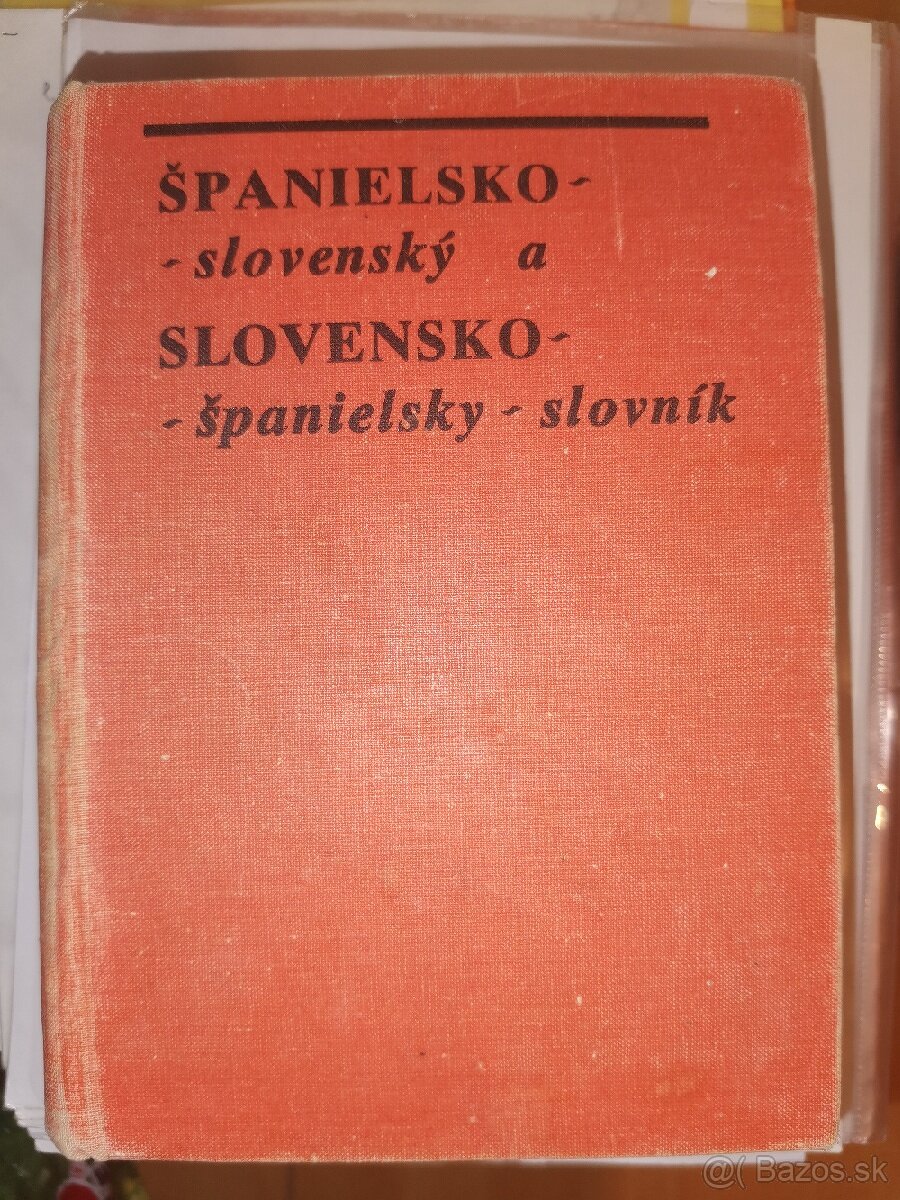 ŠPANIELSKO-
-slovenský a
SLOVENSKO-
-španielsky - slovník
@( Bazos.sk